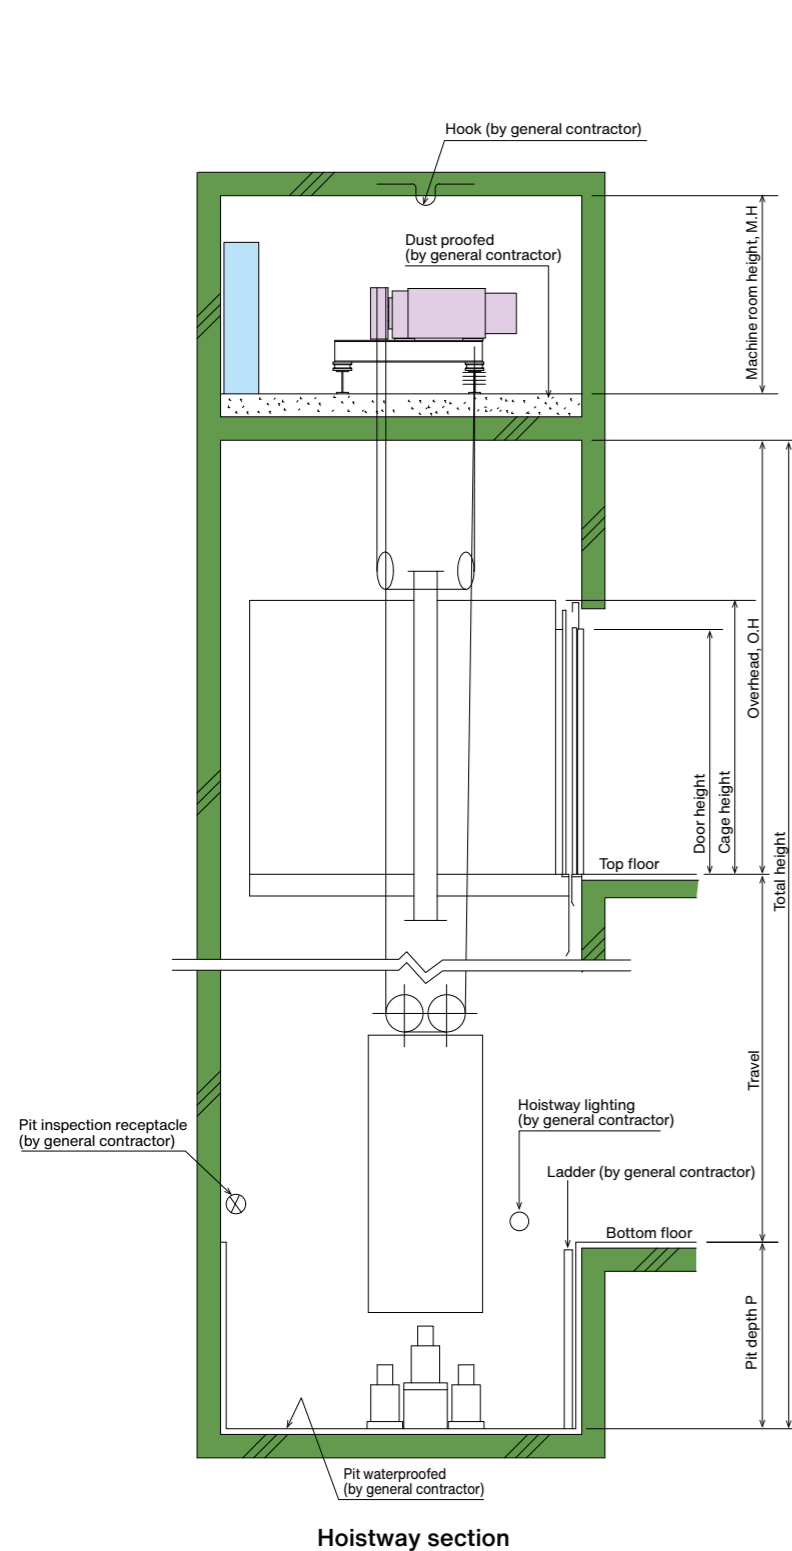 Hook (by general contractor)
Machine room height, M.H
Dust proofed
(by general contractor)
Overhead, O.H
Door height
Cage height
Top floor
Total height
Travel
Hoistway lighting
(by general contractor)
Pit inspection receptacle
(by general contractor)
Ladder (by general contractor)
Bottom floor
Pit depth P
Pit waterproofed
(by general contractor)
Hoistway section